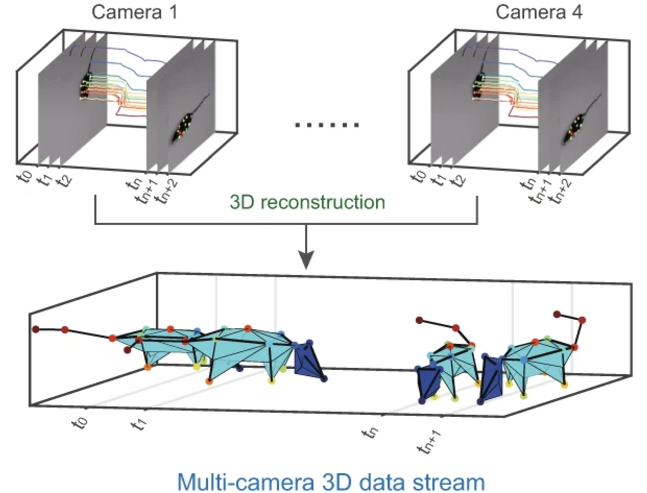 Camera 1
Camera 4
......
t0 t1 t2 tn tn+1 tn+2
t0 t1 t2 tn tn+1 tn+2
3D reconstruction
t0 t1 tn tn+1
Multi-camera 3D data stream